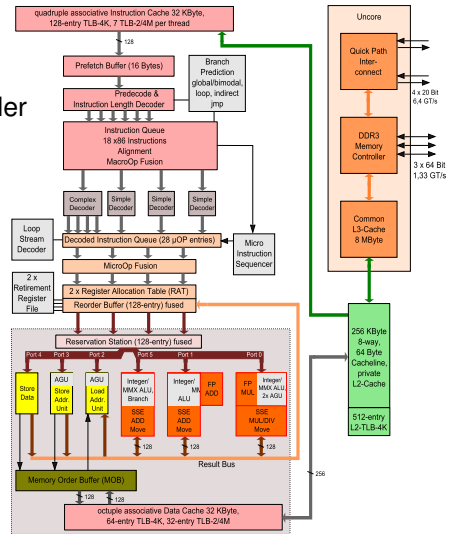 quadruple associative Instruction Cache 32 KByte,
128-entry TLB-4K, 7 TLB-2/4M per thread
128
Prefetch Buffer (16 Bytes)
Predecode &
Instruction Length Decoder
Branch
Prediction
global/bimodal,
loop, indirect
jmp
der
Instruction Queue
18 x86 Instructions
Alignment
MacroOp Fusion
Complex
Decoder
Simple
Decoder
Simple
Decoder
Simple
Decoder
Loop
Stream
Decoder
Decoded Instruction Queue (28 µOP entries)
MicroOp Fusion
Micro
Instruction
Sequencer
2 x
Retirement
Register
File
2 x Register Allocation Table (RAT)
Reorder Buffer (128-entry) fused
Reservation Station (128-entry) fused
Port 4
Port 3
Port 2
Port 5
Port 1
Port 0
Store
Data
AGU
Store
Addr.
Unit
AGU
Load
Addr.
Unit
Integer/
MMX ALU,
Branch
SSE
ADD
Move
Integer/
MM
ALU
FP
ADD
SSE
ADD
Move
FP
MUL
Integer/
MMX ALU,
2x AGU
SSE
MUL/DIV
Move
128
128
128
Result Bus
Memory Order Buffer (MOB)
128
128
octuple associative Data Cache 32 KByte,
64-entry TLB-4K, 32-entry TLB-2/4M
256
Uncore
Quick Path
Inter-
connect
4 x 20 Bit
6,4 GT/s
DDR3
Memory
Controller
3 x 64 Bit
1,33 GT/s
Common
L3-Cache
8 MByte
256 KByte
8-way,
64 Byte
Cacheline,
private
L2-Cache
512-entry
L2-TLB-4K